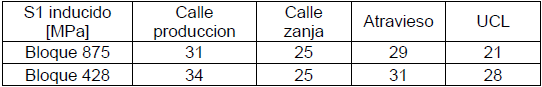 S1 inducido [MPa] Calle produccion Calle zanja Atravieso UCL
Bloque 875 31 25 29 21
Bloque 428 34 25 31 28